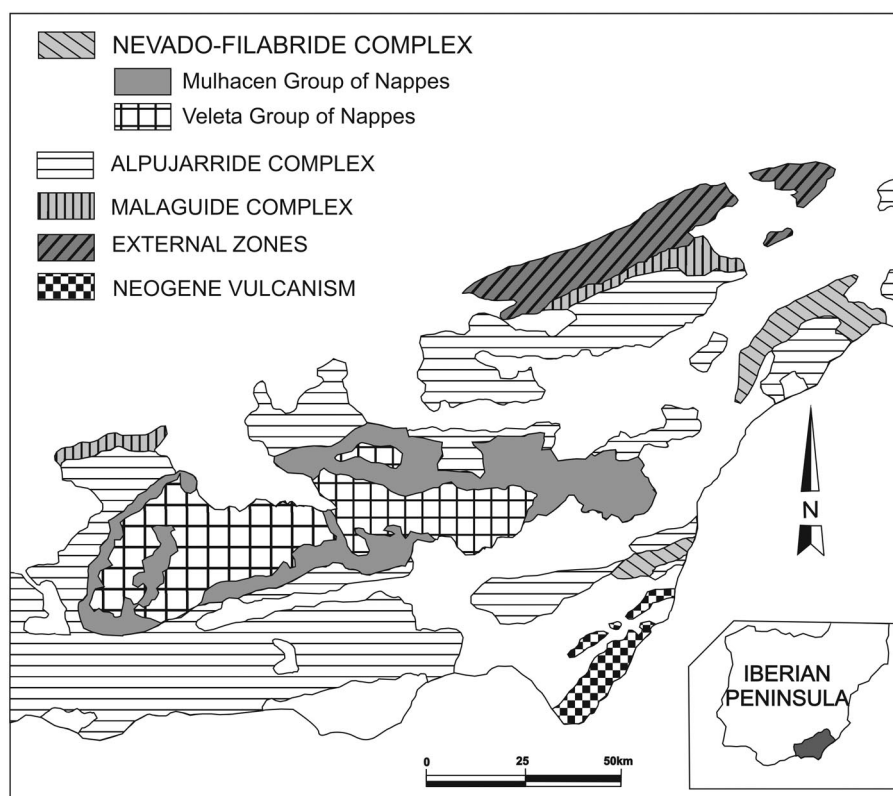 NEVADO-FILABRIDE COMPLEX
Mulhacen Group of Nappes
Veleta Group of Nappes
ALPUJARRIDE COMPLEX
MALAGUIDE COMPLEX
EXTERNAL ZONES
NEOGENE VULCANISM
N
IBERIAN
PENINSULA
0 25 50km